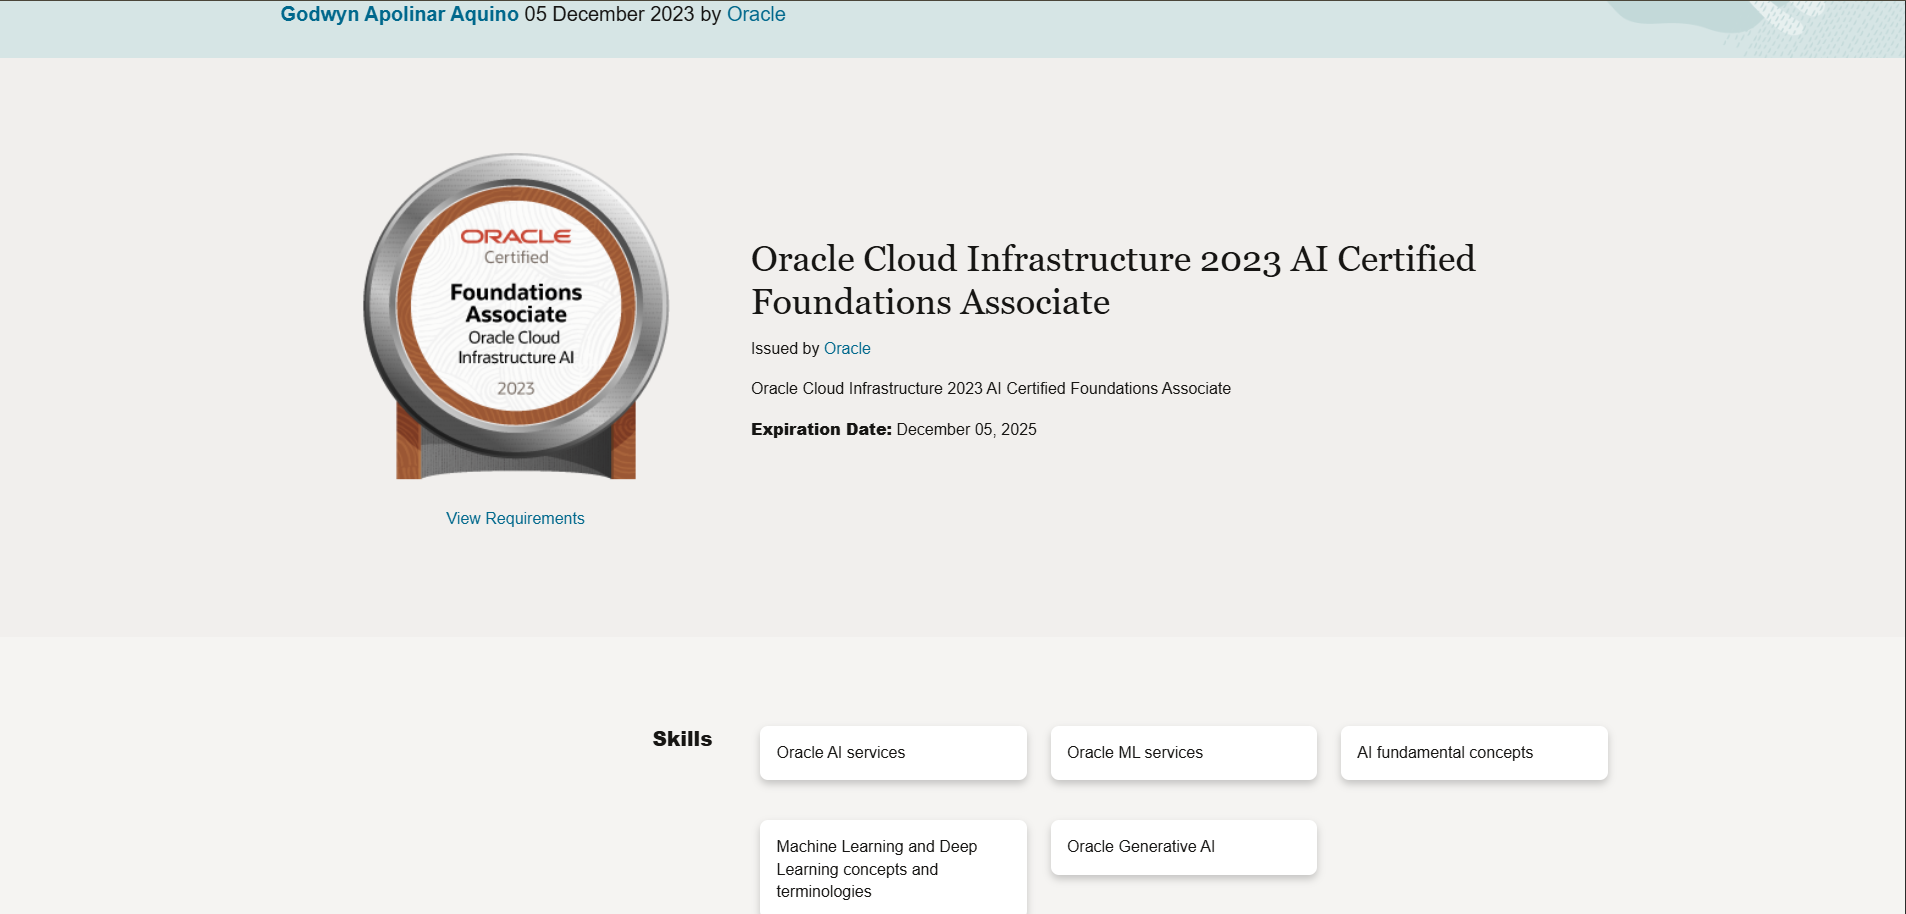 Godwyn Apolinar Aquino 05 December 2023 by Oracle
ORACLE
Certified
Foundations
Associate
Oracle Cloud
Infrastructure AI
2023
View Requirements
Oracle Cloud Infrastructure 2023 AI Certified
Foundations Associate
Issued by Oracle
Oracle Cloud Infrastructure 2023 AI Certified Foundations Associate
Expiration Date: December 05, 2025
Skills
Oracle AI services
Oracle ML services
AI fundamental concepts
Machine Learning and Deep
Learning concepts and
terminologies
Oracle Generative AI